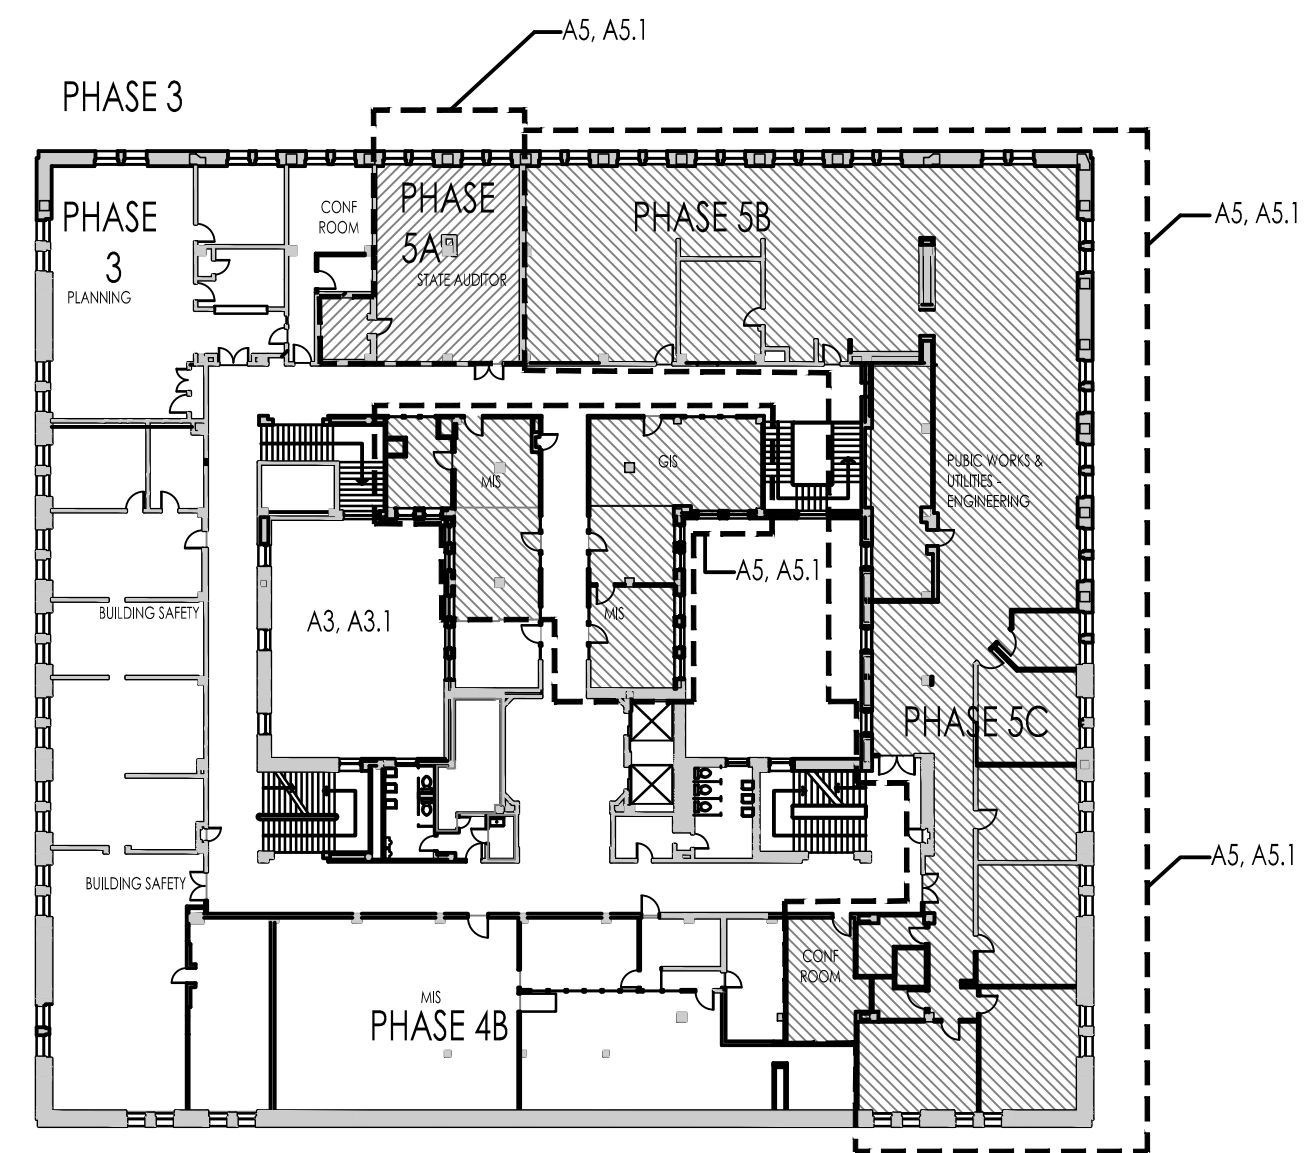 A5, A5.1
PHASE 3
PHASE
3
PLANNING
CONF
ROOM
PHASE
5A
STATE AUDITOR
PHASE 5B
A5, A5.1
MIS
GIS
PUBIC WORKS &
UTILITIES -
ENGINEERING
A5, A5.1
BUILDING SAFETY
A3, A3.1
MIS
PHASE 5C
A5, A5.1
BUILDING SAFETY
CONF
ROOM
MIS
PHASE 4B